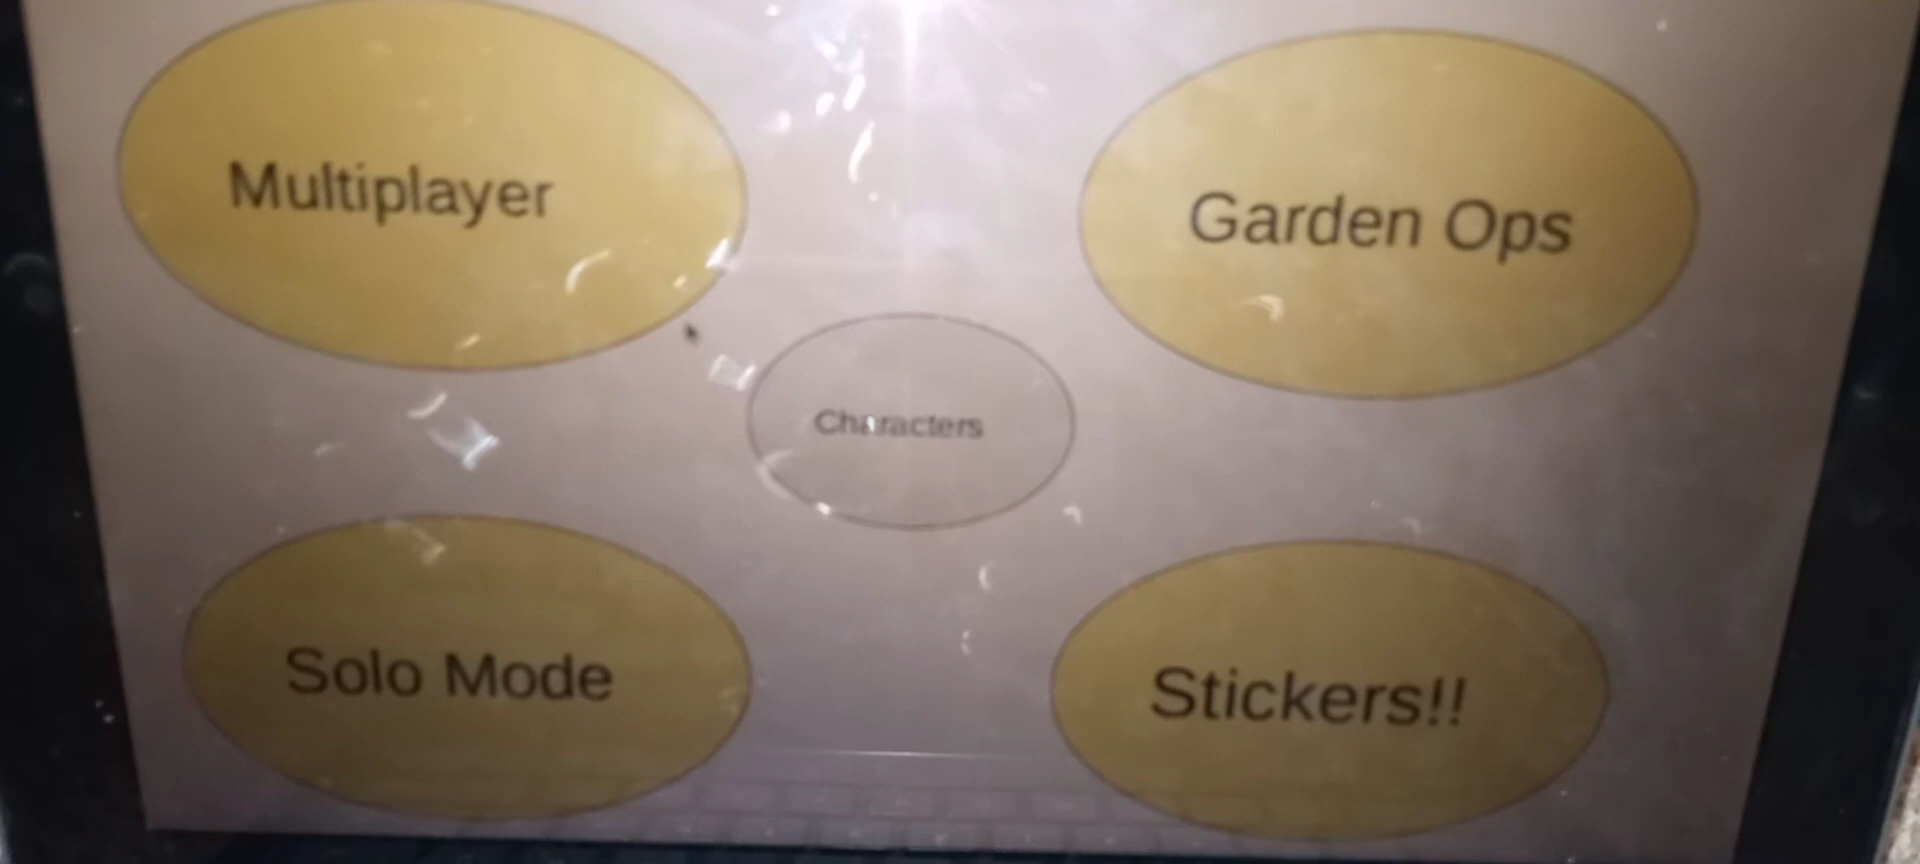 Multiplayer
Garden Ops
Characters
Solo Mode
Stickers!!